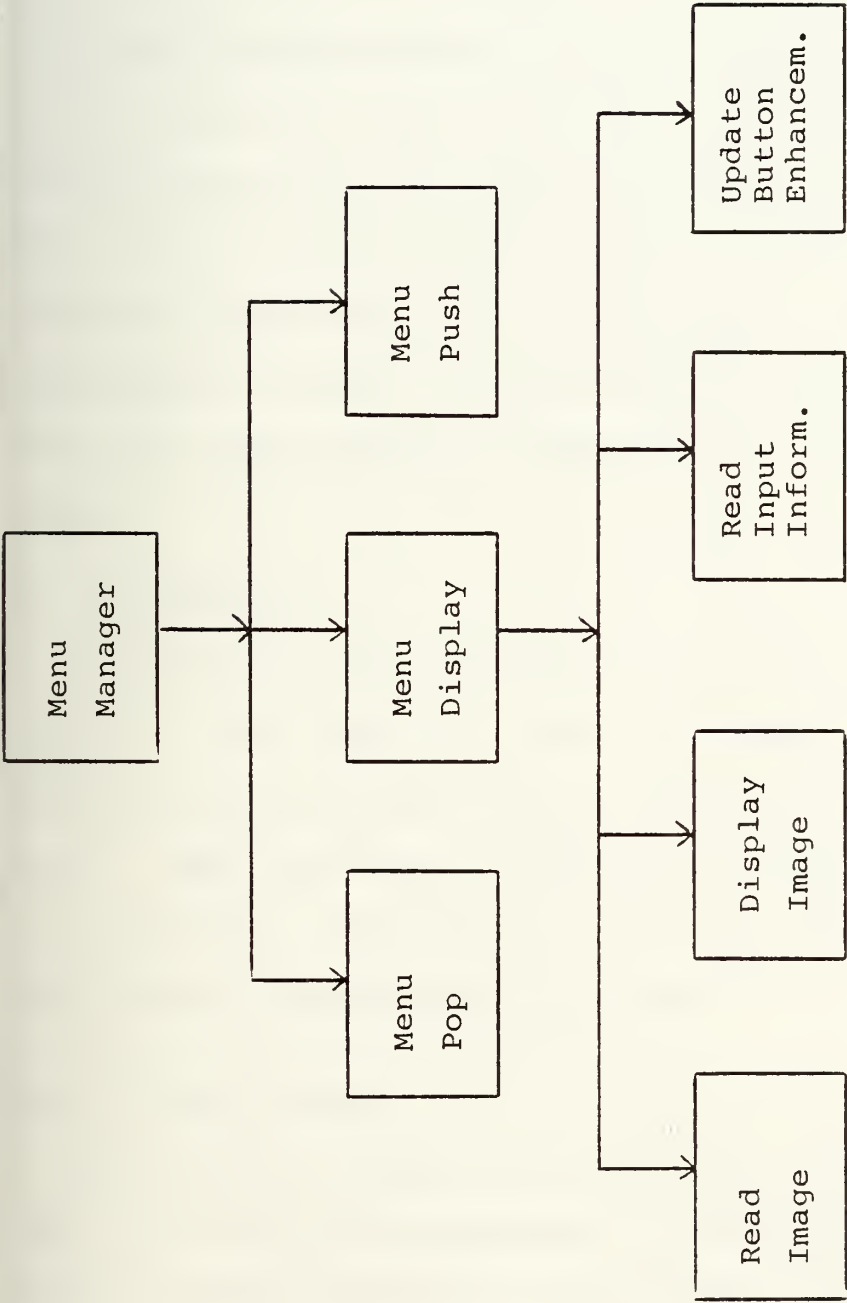 Menu
Manager
Menu
Pop
Menu
Display
Menu
Push
Read
Image
Display
Image
Read
Input
Inform.
Update
Button
Enhancem.